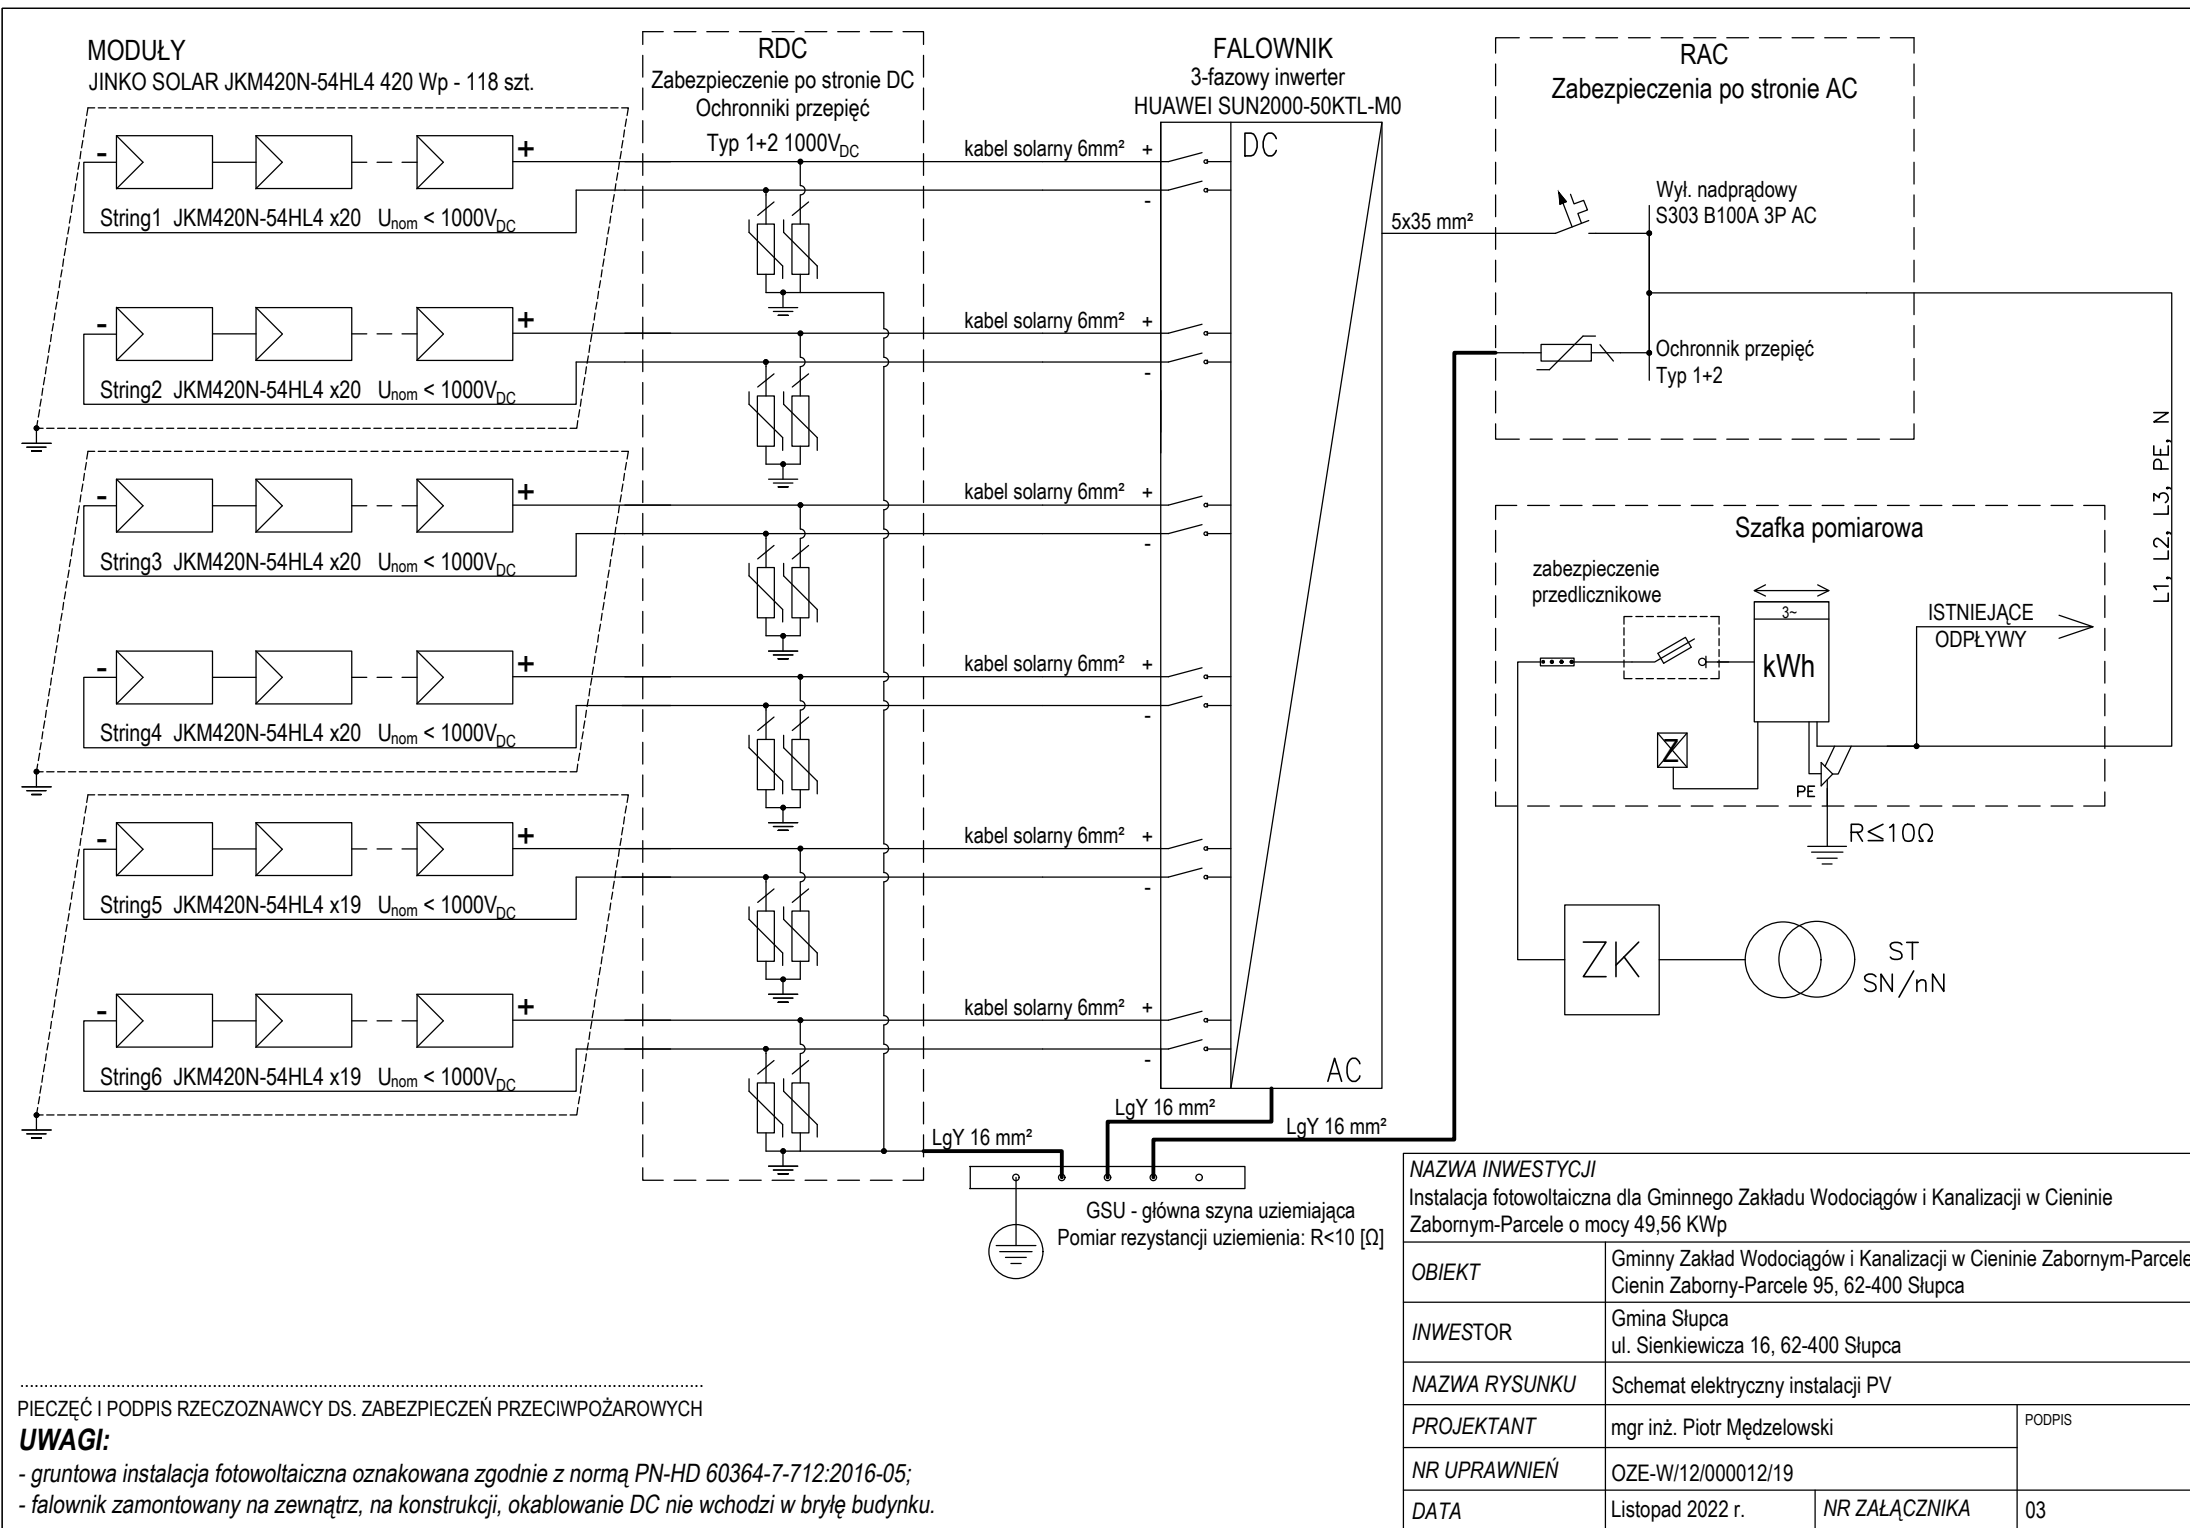 MODUŁY
JINKO SOLAR JKM420N-54HL4 420 Wp - 118 szt.
- +
String1 JKM420N-54HL4 x20 Unom < 1000VDC
- +
String2 JKM420N-54HL4 x20 Unom < 1000VDC
- +
String3 JKM420N-54HL4 x20 Unom < 1000VDC
- +
String4 JKM420N-54HL4 x20 Unom < 1000VDC
- +
String5 JKM420N-54HL4 x19 Unom < 1000VDC
- +
String6 JKM420N-54HL4 x19 Unom < 1000VDC
RDC
Zabezpieczenie po stronie DC
Ochronniki przepięć
Typ 1+2 1000VDC
kabel solarny 6mm² +
-
kabel solarny 6mm² +
-
kabel solarny 6mm² +
-
kabel solarny 6mm² +
-
kabel solarny 6mm² +
-
kabel solarny 6mm² +
-
FALOWNIK
3-fazowy inwerter
HUAWEI SUN2000-50KTL-M0
DC
AC
5x35 mm²
RAC
Zabezpieczenia po stronie AC
Wył. nadprądowy
S303 B100A 3P AC
Ochronnik przepięć
Typ 1+2
L1, L2, L3, PE, N
Szafka pomiarowa
zabezpieczenie
przedlicznikowe
3~
kWh
ISTNIEJĄCE
ODPŁYWY
Z
PE
R≤10Ω
ZK
ST
SN/nN
LgY 16 mm²
LgY 16 mm²
LgY 16 mm²
GSU - główna szyna uziemiająca
Pomiar rezystancji uziemienia: R<10 [Ω]
PIECZĘĆ I PODPIS RZECZOZNAWCY DS. ZABEZPIECZEŃ PRZECIWPOŻAROWYCH
UWAGI:
- gruntowa instalacja fotowoltaiczna oznakowana zgodnie z normą PN-HD 60364-7-712:2016-05;
- falownik zamontowany na zewnątrz, na konstrukcji, okablowanie DC nie wchodzi w bryłę budynku.
NAZWA INWESTYCJI
Instalacja fotowoltaiczna dla Gminnego Zakładu Wodociągów i Kanalizacji w Cieninie
Zabornym-Parcele o mocy 49,56 KWp
OBIEKT
Gminny Zakład Wodociągów i Kanalizacji w Cieninie Zabornym-Parcele
Cienin Zaborny-Parcele 95, 62-400 Słupca
INWESTOR
Gmina Słupca
ul. Sienkiewicza 16, 62-400 Słupca
NAZWA RYSUNKU
Schemat elektryczny instalacji PV
PROJEKTANT
mgr inż. Piotr Mędzelowski
PODPIS
NR UPRAWNIEŃ
OZE-W/12/000012/19
DATA
Listopad 2022 r.
NR ZAŁĄCZNIKA
03